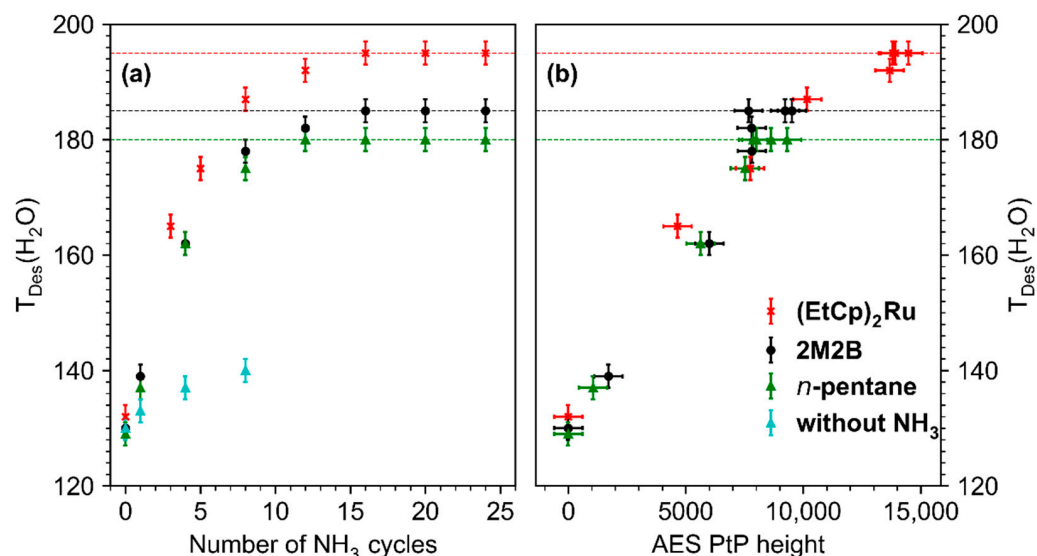 200
190
180
160
140
120
T_Des(H₂O)
(a)
0 5 10 15 20 25
Number of NH₃ cycles
(b)
(EtCp)₂Ru
2M2B
n-pentane
without NH₃
0 5000 10,000 15,000
AES PtP height
200
190
180
160
140
120
T_Des(H₂O)